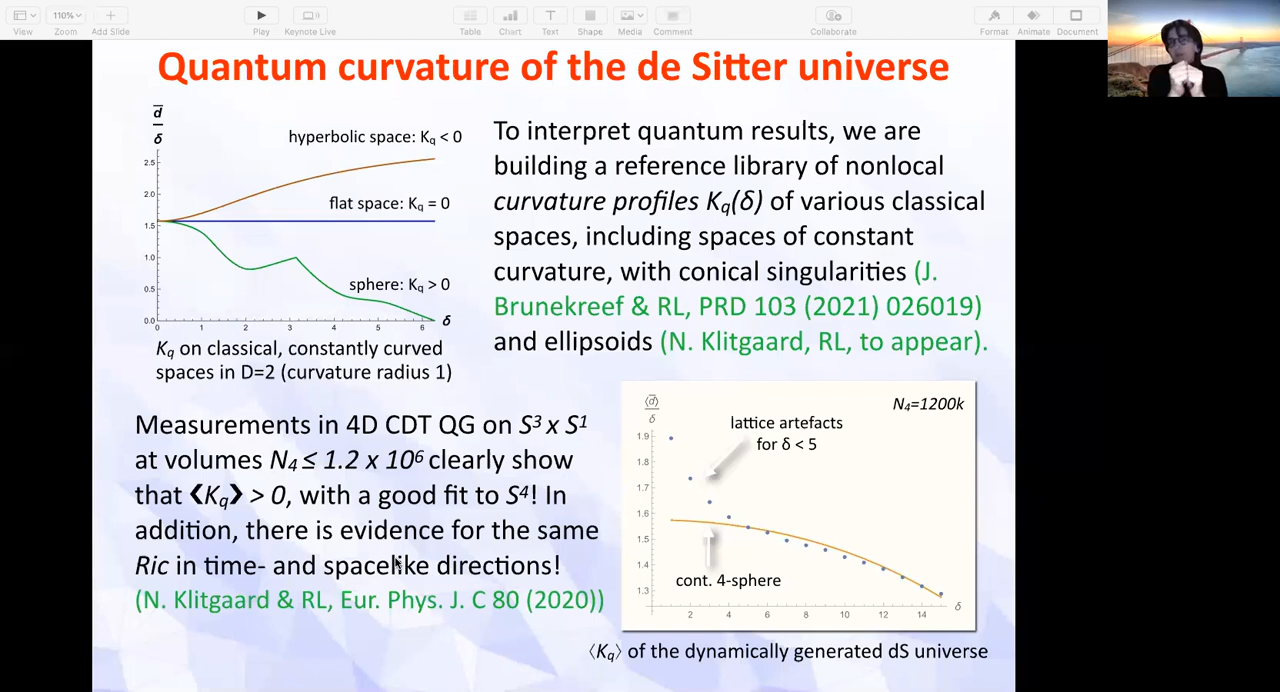 110%
View
Zoom
Add Slide
Play
Keynote Live
Table
Chart
Text
Shape
Media
Comment
Collaborate
Format
Animate
Document
Quantum curvature of the de Sitter universe
d̅
δ
hyperbolic space: Kq < 0
2.5
2.0
flat space: Kq = 0
1.5
1.0
sphere: Kq > 0
0.5
0.0
0 1 2 3 4 5 6 δ
Kq on classical, constantly curved
spaces in D=2 (curvature radius 1)
To interpret quantum results, we are
building a reference library of nonlocal
curvature profiles Kq(δ) of various classical
spaces, including spaces of constant
curvature, with conical singularities (J.
Brunekreef & RL, PRD 103 (2021) 026019)
and ellipsoids (N. Klitgaard, RL, to appear).
Measurements in 4D CDT QG on S³ x S¹
at volumes N₄ ≤ 1.2 x 10⁶ clearly show
that ❮Kq❯ > 0, with a good fit to S⁴! In
addition, there is evidence for the same
Ric in time- and spacelike directions!
(N. Klitgaard & RL, Eur. Phys. J. C 80 (2020))
⟨d̅⟩
δ
N₄=1200k
lattice artefacts
for δ < 5
1.9
1.8
1.7
1.6
1.5
1.4
1.3
cont. 4-sphere
2 4 6 8 10 12 14 δ
⟨Kq⟩ of the dynamically generated dS universe